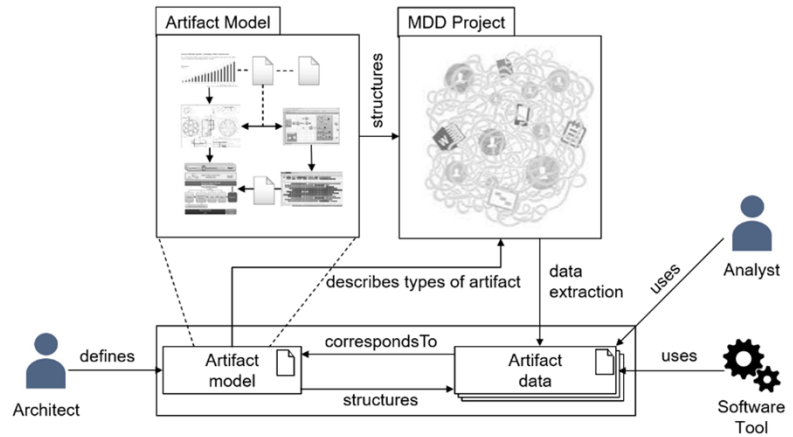 Artifact Model
MDD Project
structures
W
describes types of artifact
data
extraction
uses
Analyst
correspondsTo
defines
Artifact
model
Artifact
data
uses
structures
Architect
Software
Tool